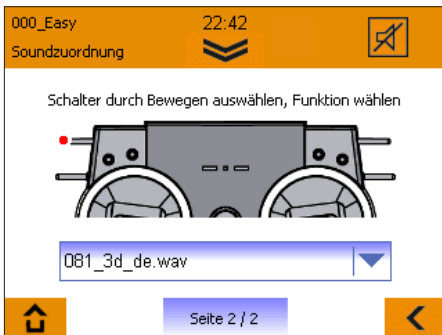 000_Easy
22:42
Soundzuordnung
Schalter durch Bewegen auswählen, Funktion wählen
081_3d_de.wav
Seite 2 / 2